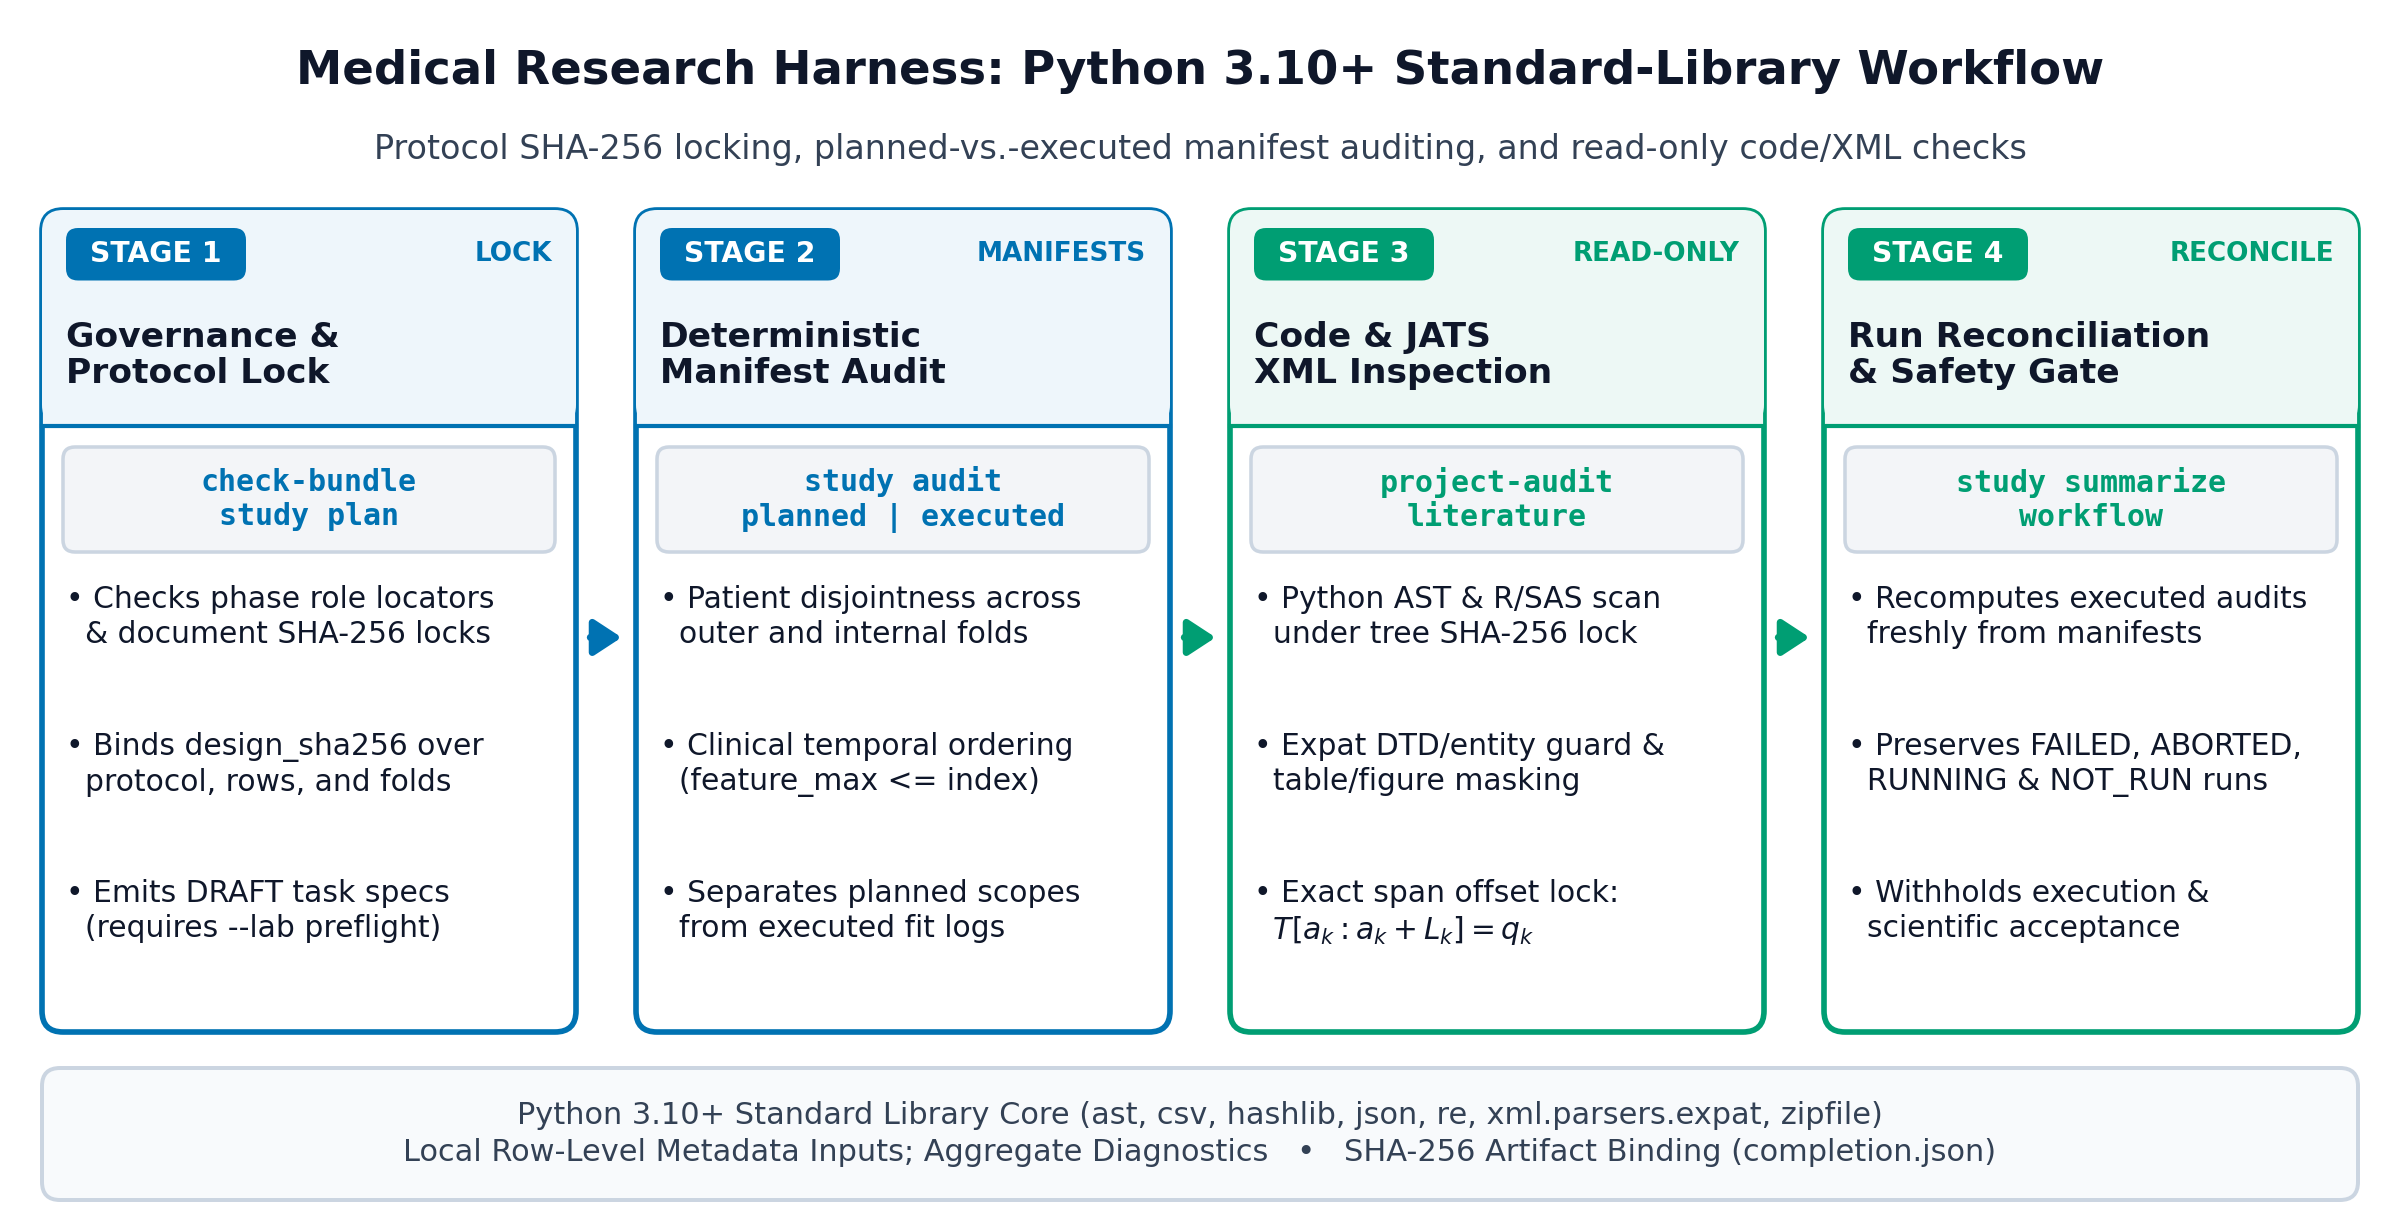 Medical Research Harness: Python 3.10+ Standard-Library Workflow
Protocol SHA-256 locking, planned-vs.-executed manifest auditing, and read-only code/XML checks
STAGE 1
LOCK
Governance &
Protocol Lock
check-bundle
study plan
• Checks phase role locators
& document SHA-256 locks
• Binds design_sha256 over
protocol, rows, and folds
• Emits DRAFT task specs
(requires --lab preflight)
STAGE 2
MANIFESTS
Deterministic
Manifest Audit
study audit
planned | executed
• Patient disjointness across
outer and internal folds
• Clinical temporal ordering
(feature_max <= index)
• Separates planned scopes
from executed fit logs
STAGE 3
READ-ONLY
Code & JATS
XML Inspection
project-audit
literature
• Python AST & R/SAS scan
under tree SHA-256 lock
• Expat DTD/entity guard &
table/figure masking
• Exact span offset lock:
T[a_k : a_k + L_k] = q_k
STAGE 4
RECONCILE
Run Reconciliation
& Safety Gate
study summarize
workflow
• Recomputes executed audits
freshly from manifests
• Preserves FAILED, ABORTED,
RUNNING & NOT_RUN runs
• Withholds execution &
scientific acceptance
Python 3.10+ Standard Library Core (ast, csv, hashlib, json, re, xml.parsers.expat, zipfile)
Local Row-Level Metadata Inputs; Aggregate Diagnostics • SHA-256 Artifact Binding (completion.json)